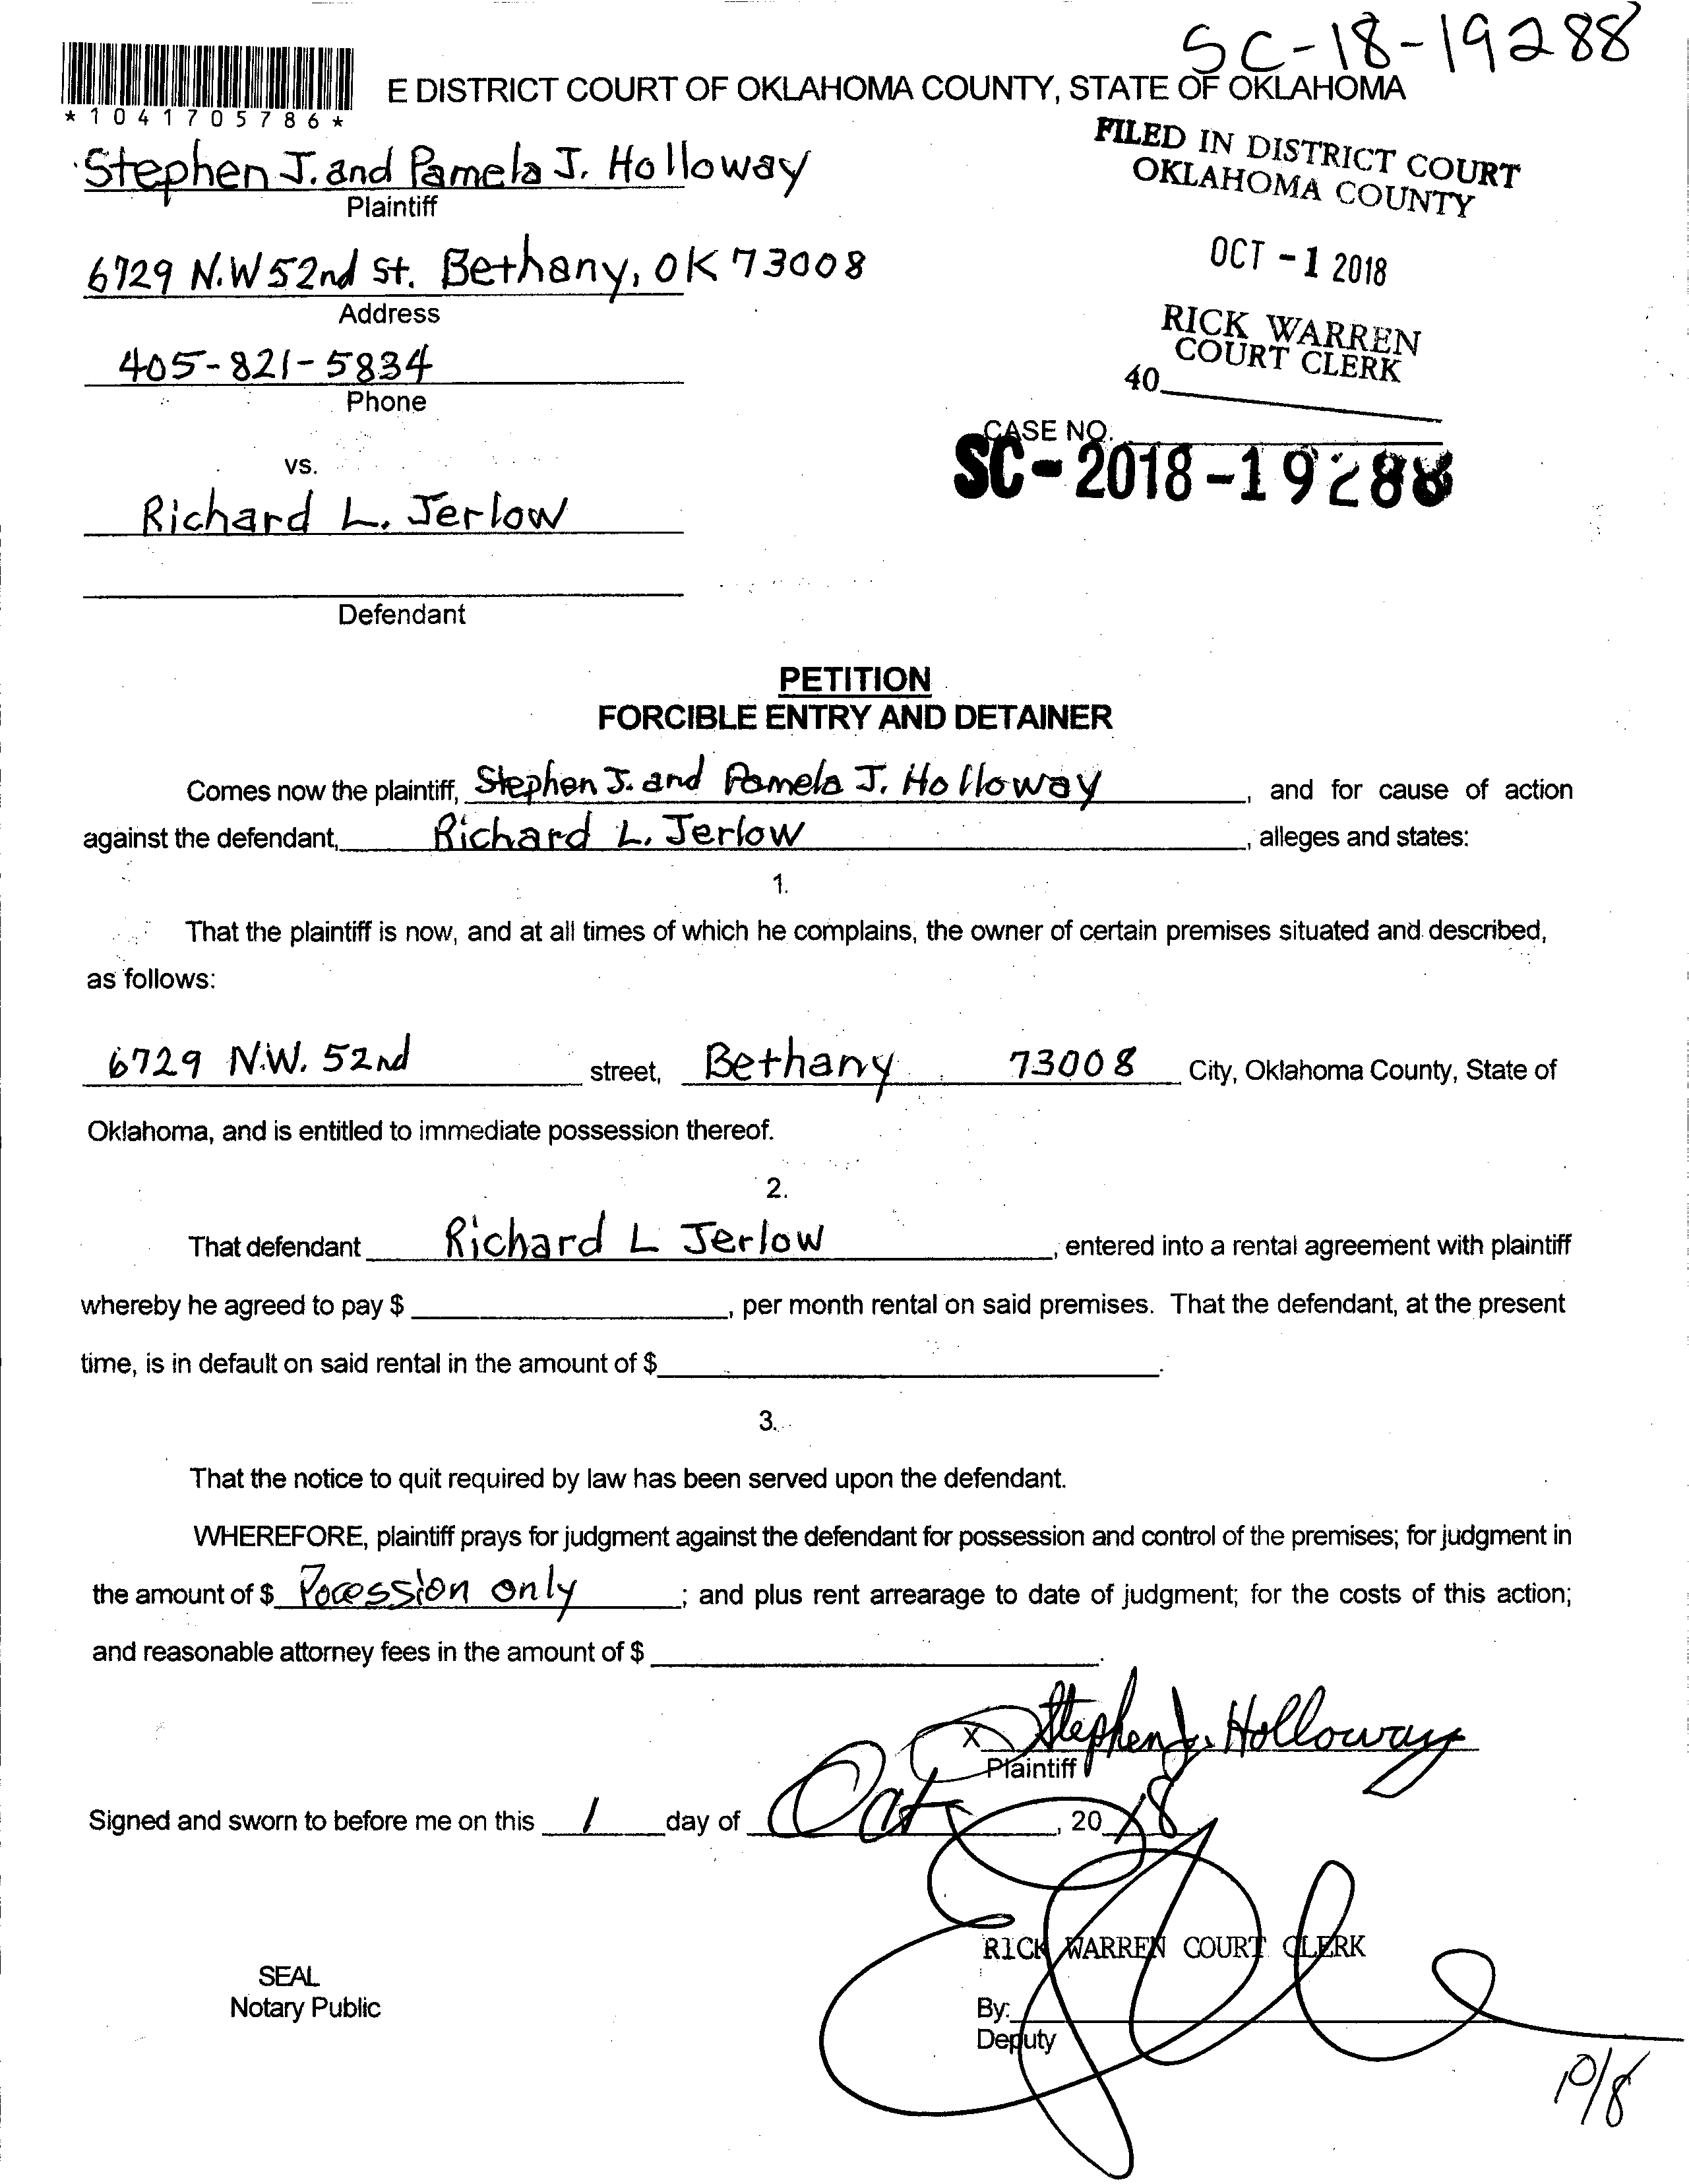 SC-18-19288
E DISTRICT COURT OF OKLAHOMA COUNTY, STATE OF OKLAHOMA
*1041705786*
FILED IN DISTRICT COURT
OKLAHOMA COUNTY
Stephen J. and Pamela J. Holloway
Plaintiff
OCT -1 2018
6729 N.W 52nd st. Bethany, OK 73008
Address
RICK WARREN
COURT CLERK
40
405-821-5834
Phone
CASE NO.
SC-2018-19288
vs.
Richard L. Jerlow
Defendant
PETITION
FORCIBLE ENTRY AND DETAINER
Comes now the plaintiff, Stephen J. and Pamela J. Holloway, and for cause of action
against the defendant, Richard L. Jerlow, alleges and states:
1.
That the plaintiff is now, and at all times of which he complains, the owner of certain premises situated and described,
as follows:
6729 N.W. 52nd street, Bethany 73008 City, Oklahoma County, State of
Oklahoma, and is entitled to immediate possession thereof.
2.
That defendant Richard L Jerlow, entered into a rental agreement with plaintiff
whereby he agreed to pay $ , per month rental on said premises. That the defendant, at the present
time, is in default on said rental in the amount of $ .
3.
That the notice to quit required by law has been served upon the defendant.
WHEREFORE, plaintiff prays for judgment against the defendant for possession and control of the premises; for judgment in
the amount of $ Pocession only ; and plus rent arrearage to date of judgment; for the costs of this action;
and reasonable attorney fees in the amount of $ .
X Stephen J. Holloway
Plaintiff
Signed and sworn to before me on this 1 day of Oct, 2018
RICK WARREN COURT CLERK
SEAL
Notary Public
By:
Deputy
10/8